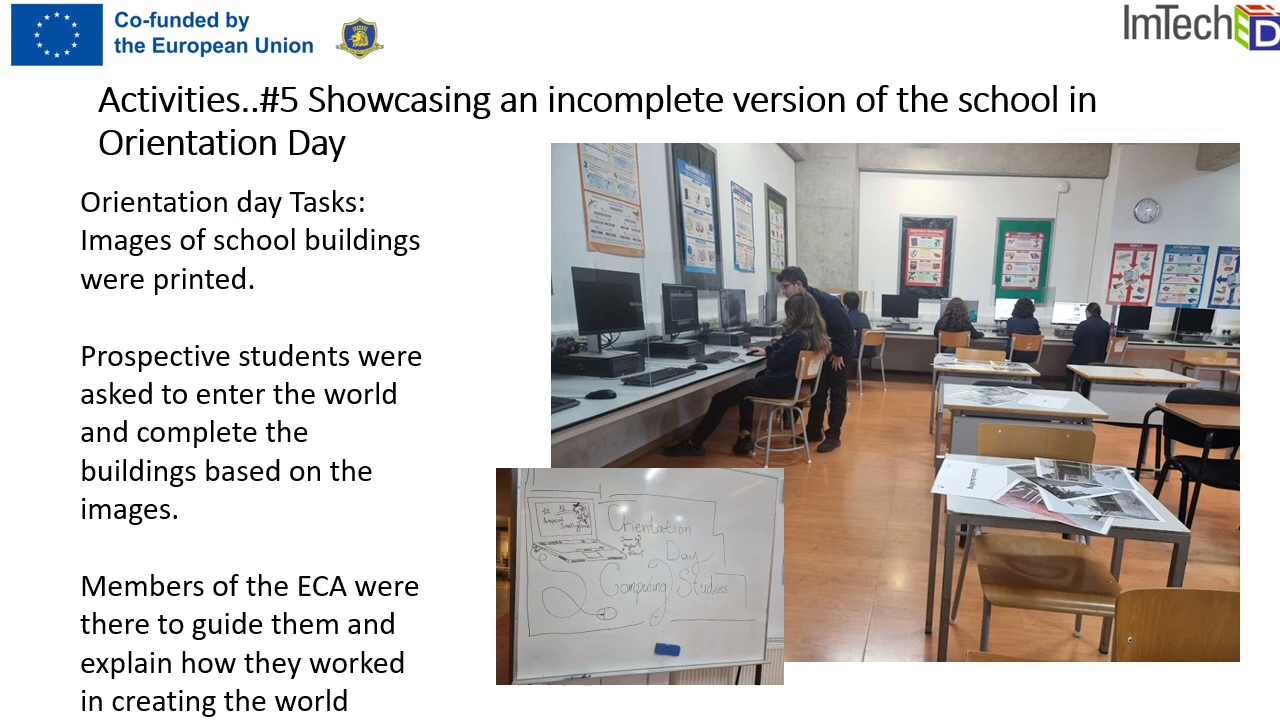 Co-funded by
the European Union
ImTechED
Activities..#5 Showcasing an incomplete version of the school in
Orientation Day
Orientation day Tasks:
Images of school buildings
were printed.
Prospective students were
asked to enter the world
and complete the
buildings based on the
images.
Members of the ECA were
there to guide them and
explain how they worked
in creating the world
Orientation
Day
Computing Studies